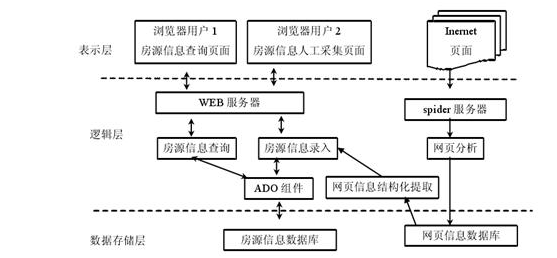 浏览器用户 1
房源信息查询页面
浏览器用户 2
房源信息人工采集页面
Inernet
页面
表示层
WEB 服务器
spider 服务器
逻辑层
房源信息查询
房源信息录入
网页分析
ADO 组件
网页信息结构化提取
数据存储层
房源信息数据库
网页信息数据库